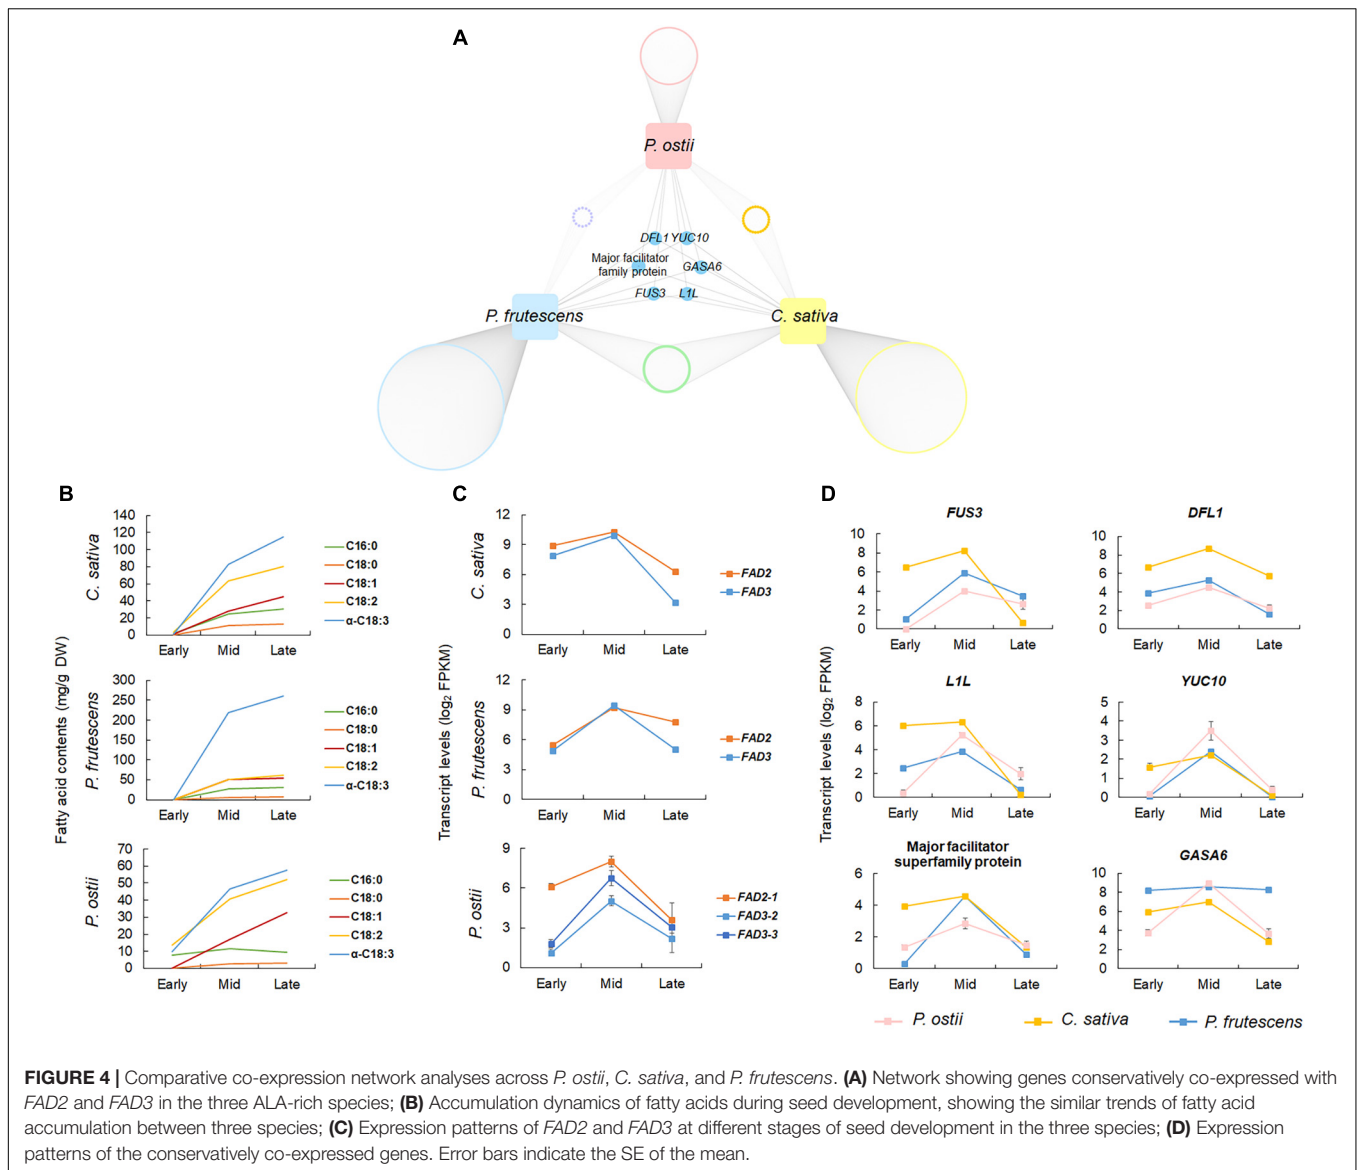 A
P. ostii
DFL1 YUC10
Major facilitator
family protein
GASA6
FUS3 L1L
P. frutescens
C. sativa
B
Fatty acid contents (mg/g DW)
C. sativa
140
120
100
80
60
40
20
0
Early Mid Late
C16:0
C18:0
C18:1
C18:2
α-C18:3
P. frutescens
300
250
200
150
100
50
0
Early Mid Late
C16:0
C18:0
C18:1
C18:2
α-C18:3
P. ostii
70
60
50
40
30
20
10
0
Early Mid Late
C16:0
C18:0
C18:1
C18:2
α-C18:3
C
Transcript levels (log2 FPKM)
C. sativa
12
9
6
3
0
Early Mid Late
FAD2
FAD3
P. frutescens
12
9
6
3
0
Early Mid Late
FAD2
FAD3
P. ostii
9
6
3
0
Early Mid Late
FAD2-1
FAD3-2
FAD3-3
D
Transcript levels (log2 FPKM)
FUS3
10
8
6
4
2
0
Early Mid Late
DFL1
10
8
6
4
2
0
Early Mid Late
L1L
8
6
4
2
0
Early Mid Late
YUC10
5
4
3
2
1
0
Early Mid Late
Major facilitator
superfamily protein
6
4
2
0
Early Mid Late
GASA6
10
8
6
4
2
0
Early Mid Late
P. ostii C. sativa P. frutescens
FIGURE 4 | Comparative co-expression network analyses across P. ostii, C. sativa, and P. frutescens. (A) Network showing genes conservatively co-expressed with
FAD2 and FAD3 in the three ALA-rich species; (B) Accumulation dynamics of fatty acids during seed development, showing the similar trends of fatty acid
accumulation between three species; (C) Expression patterns of FAD2 and FAD3 at different stages of seed development in the three species; (D) Expression
patterns of the conservatively co-expressed genes. Error bars indicate the SE of the mean.